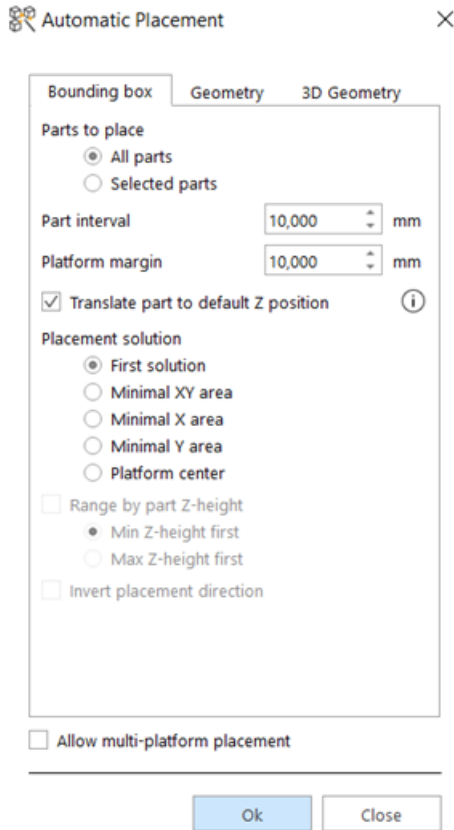 Automatic Placement
Bounding box Geometry 3D Geometry
Parts to place
All parts
Selected parts
Part interval 10,000 mm
Platform margin 10,000 mm
Translate part to default Z position
Placement solution
First solution
Minimal XY area
Minimal X area
Minimal Y area
Platform center
Range by part Z-height
Min Z-height first
Max Z-height first
Invert placement direction
Allow multi-platform placement
Ok Close